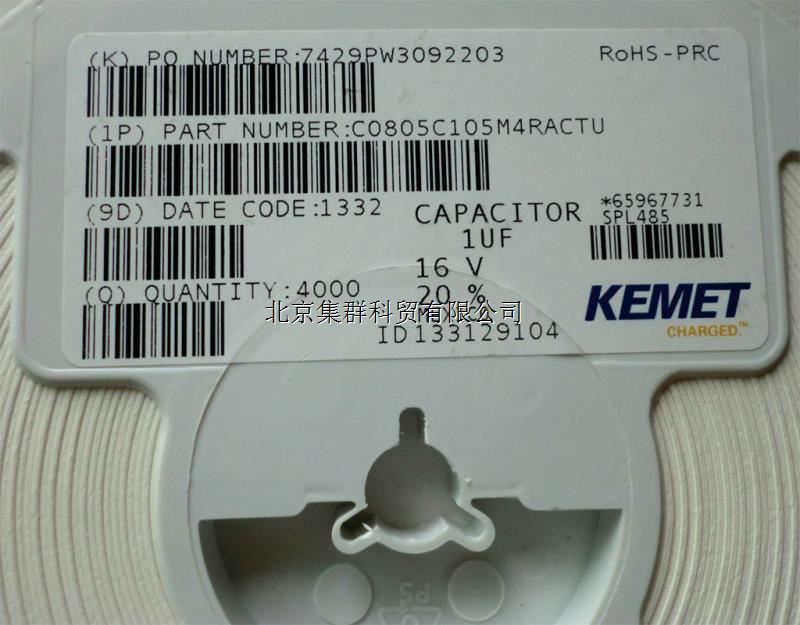 (K) PO NUMBER:7429PW3092203
RoHS-PRC
(1P) PART NUMBER:C0805C105M4RACTU
(9D) DATE CODE:1332
CAPACITOR
1UF
16 V
20 %
*65967731
SPL485
(Q) QUANTITY:4000
北京集群科贸有限公司
ID133129104
KEMET
CHARGED.™